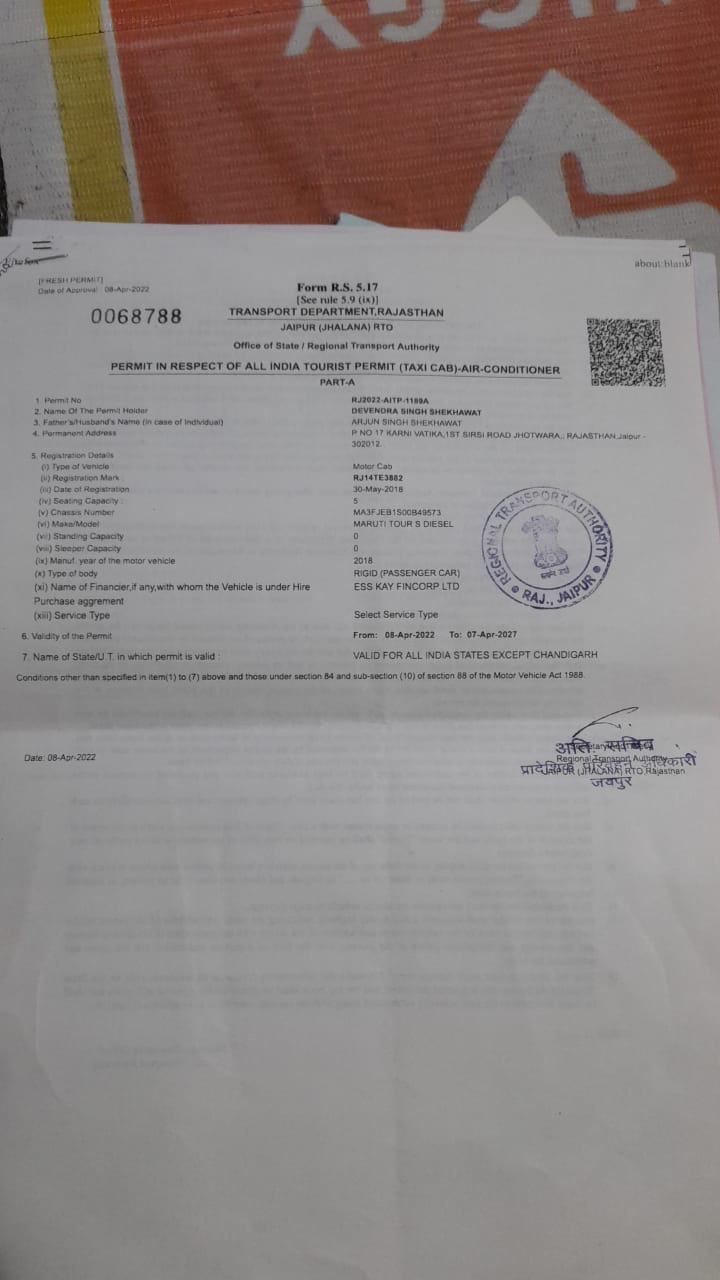 about:blank
[FRESH PERMIT]
Date of Approval : 08-Apr-2022
0068788
Form R.S. 5.17
[See rule 5.9 (ix)]
TRANSPORT DEPARTMENT,RAJASTHAN
JAIPUR (JHALANA) RTO
Office of State / Regional Transport Authority
PERMIT IN RESPECT OF ALL INDIA TOURIST PERMIT (TAXI CAB)-AIR-CONDITIONER
PART-A
1. Permit No RJ2022-AITP-1189A
2. Name Of The Permit Holder DEVENDRA SINGH SHEKHAWAT
3. Father's/Husband's Name (in case of Individual) ARJUN SINGH SHEKHAWAT
4. Permanent Address P NO 17 KARNI VATIKA,1ST SIRSI ROAD JHOTWARA,, RAJASTHAN,Jaipur -
302012.
5. Registration Details
(i) Type of Vehicle : Motor Cab
(ii) Registration Mark : RJ14TE3882
(iii) Date of Registration 30-May-2018
(iv) Seating Capacity : 5
(v) Chassis Number MA3FJEB1S00B49573
(vi) Make/Model MARUTI TOUR S DIESEL
(vii) Standing Capacity 0
(viii) Sleeper Capacity 0
(ix) Manuf. year of the motor vehicle 2018
(x) Type of body RIGID (PASSENGER CAR)
(xi) Name of Financier,if any,with whom the Vehicle is under Hire ESS KAY FINCORP LTD
Purchase aggrement
(xiii) Service Type Select Service Type
6. Validity of the Permit From: 08-Apr-2022 To: 07-Apr-2027
7. Name of State/U.T. in which permit is valid : VALID FOR ALL INDIA STATES EXCEPT CHANDIGARH
Conditions other than specified in item(1) to (7) above and those under section 84 and sub-section (10) of section 88 of the Motor Vehicle Act 1988.
REGIONAL TRANSPORT AUTHORITY
RAJ., JAIPUR
Date: 08-Apr-2022
अति. सचिव
Regional Transport Authority
प्रादेशिक परिवहन अधिकारी
JAIPUR (JHALANA) RTO,Rajasthan
जयपुर